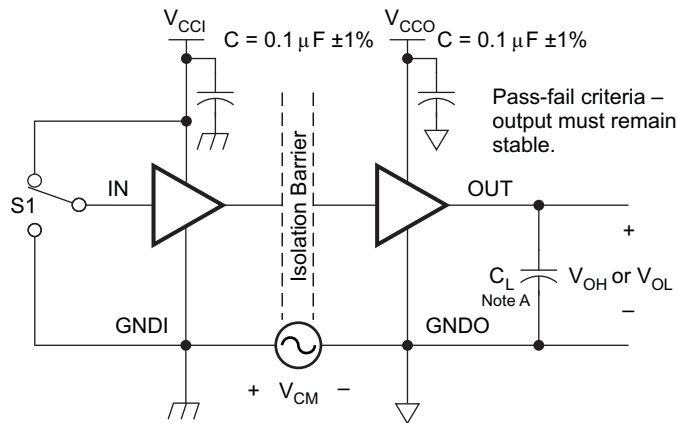 VCCI
C = 0.1 μF ±1%
VCCO
C = 0.1 μF ±1%
Pass-fail criteria –
output must remain
stable.
IN
S1
Isolation Barrier
OUT
+
CL
Note A
VOH or VOL
–
GNDI
GNDO
+ VCM –